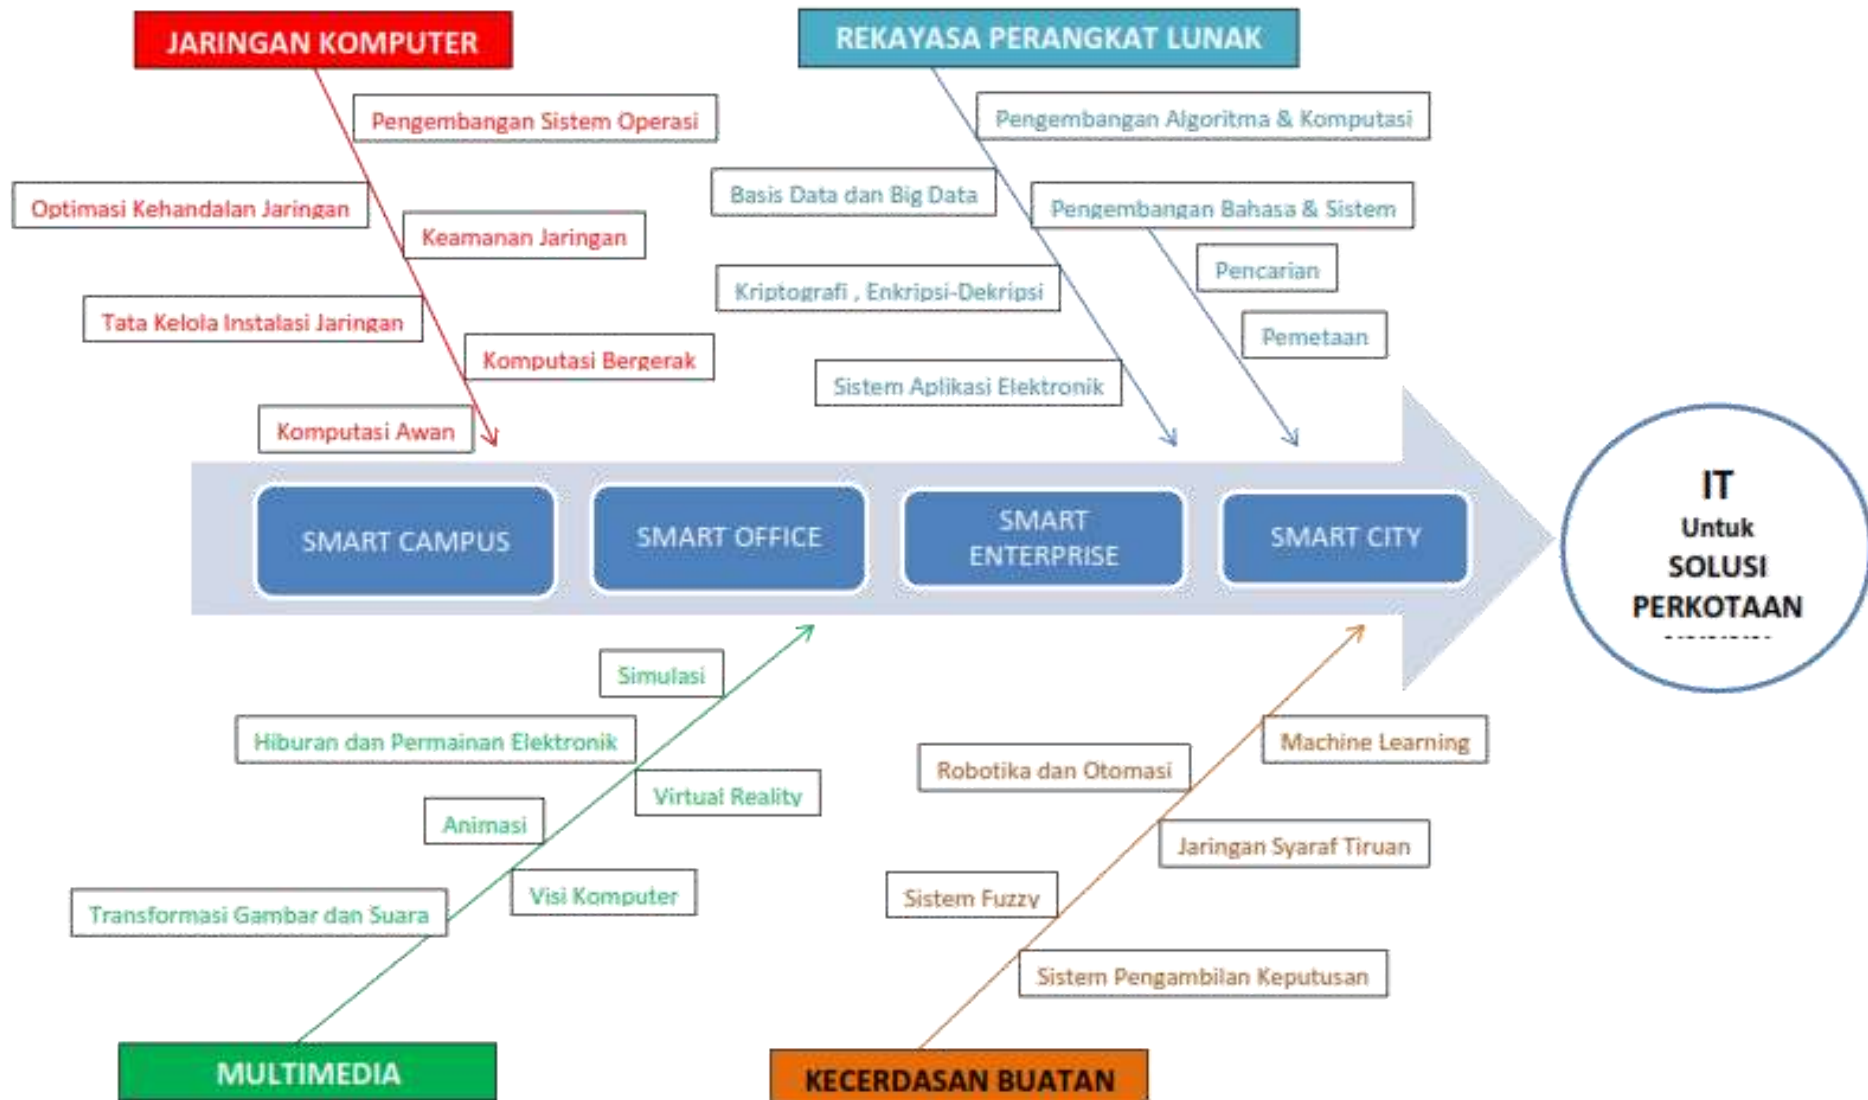 JARINGAN KOMPUTER
REKAYASA PERANGKAT LUNAK
Pengembangan Sistem Operasi
Optimasi Kehandalan Jaringan
Keamanan Jaringan
Tata Kelola Instalasi Jaringan
Komputasi Bergerak
Komputasi Awan
Pengembangan Algoritma & Komputasi
Basis Data dan Big Data
Pengembangan Bahasa & Sistem
Pencarian
Kriptografi , Enkripsi-Dekripsi
Pemetaan
Sistem Aplikasi Elektronik
SMART CAMPUS
SMART OFFICE
SMART
ENTERPRISE
SMART CITY
IT
Untuk
SOLUSI
PERKOTAAN
Simulasi
Hiburan dan Permainan Elektronik
Virtual Reality
Animasi
Visi Komputer
Transformasi Gambar dan Suara
MULTIMEDIA
Machine Learning
Robotika dan Otomasi
Jaringan Syaraf Tiruan
Sistem Fuzzy
Sistem Pengambilan Keputusan
KECERDASAN BUATAN